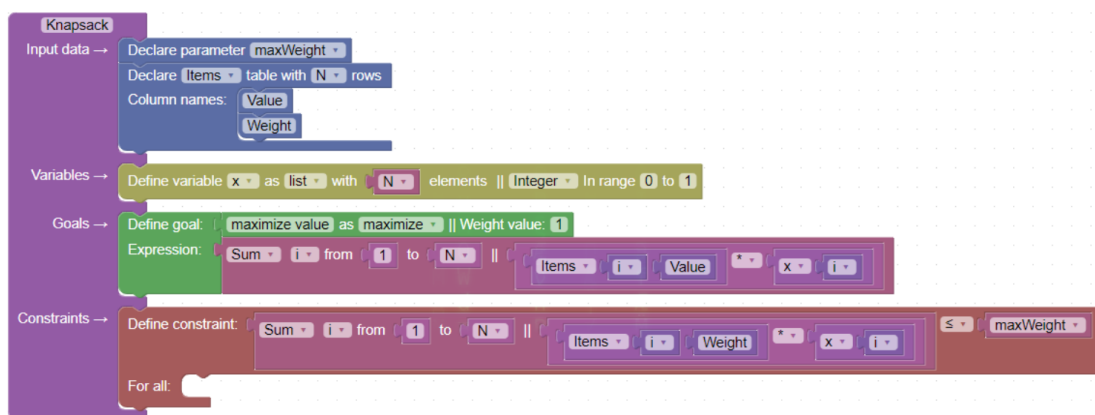 Knapsack
Input data → Declare parameter maxWeight
Declare Items table with N rows
Column names: Value
Weight
Variables → Define variable x as list with N elements || Integer In range 0 to 1
Goals → Define goal: maximize value as maximize || Weight value: 1
Expression: Sum i from 1 to N || Items i Value * x i
Constraints → Define constraint: Sum i from 1 to N || Items i Weight * x i ≤ maxWeight
For all: